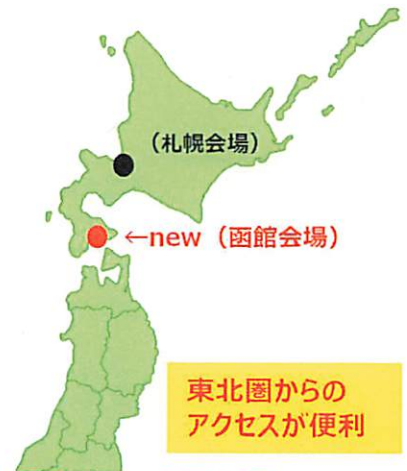 （札幌会場）
←new（函館会場）
東北圏からの
アクセスが便利